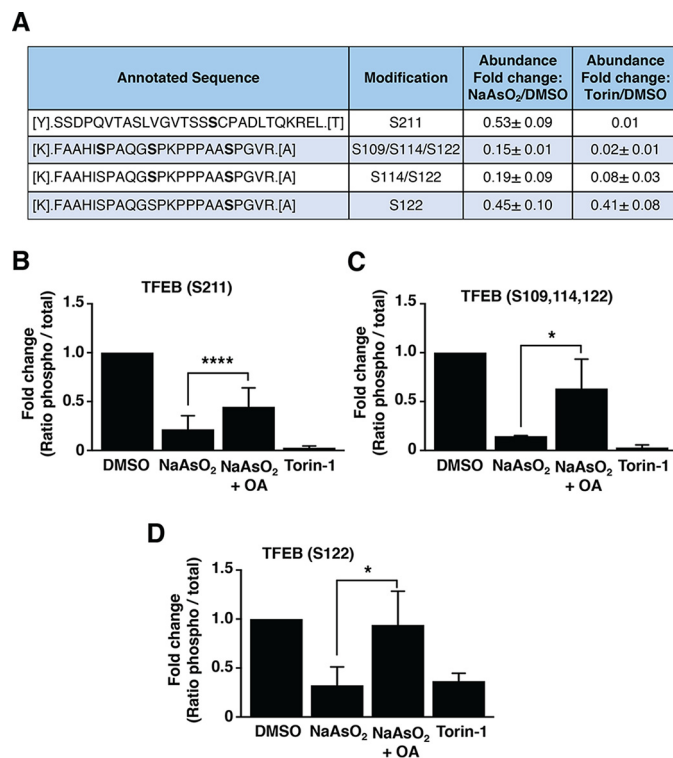 A
Annotated Sequence Modification Abundance Fold change: NaAsO₂/DMSO Abundance Fold change: Torin/DMSO
[Y].SSDPQVTASLVGVTSSSCPADLTQKREL.[T] S211 0.53± 0.09 0.01
[K].FAAHISPAQGSPKPPPAASPGVR.[A] S109/S114/S122 0.15± 0.01 0.02± 0.01
[K].FAAHISPAQGSPKPPPAASPGVR.[A] S114/S122 0.19± 0.09 0.08± 0.03
[K].FAAHISPAQGSPKPPPAASPGVR.[A] S122 0.45± 0.10 0.41± 0.08
B
TFEB (S211)
Fold change
(Ratio phospho / total)
1.5
1.0
0.5
0
****
DMSO NaAsO₂ NaAsO₂ Torin-1
+ OA
C
TFEB (S109,114,122)
Fold change
(Ratio phospho / total)
1.5
1.0
0.5
0
*
DMSO NaAsO₂ NaAsO₂ Torin-1
+ OA
D
TFEB (S122)
Fold change
(Ratio phospho / total)
1.5
1.0
0.5
0
*
DMSO NaAsO₂ NaAsO₂ Torin-1
+ OA